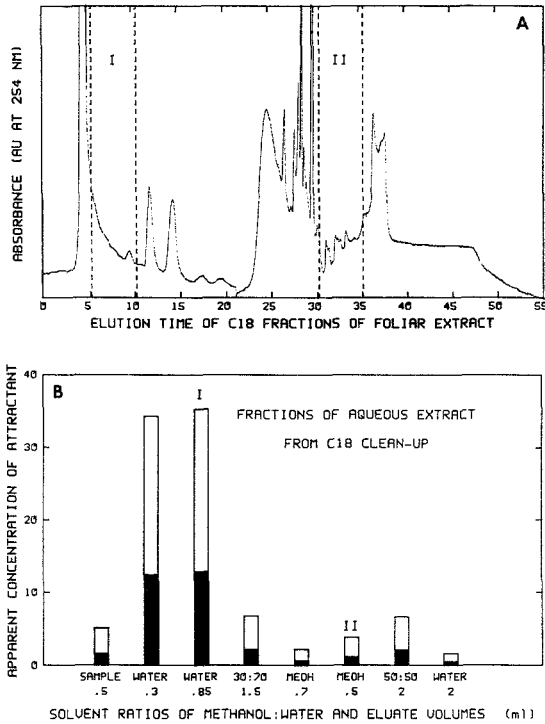 A
I
II
ABSORBANCE (AU AT 254 NM)
0 5 10 15 20 25 30 35 40 45 50 55
ELUTION TIME OF C18 FRACTIONS OF FOLIAR EXTRACT
B
I
FRACTIONS OF AQUEOUS EXTRACT
FROM C18 CLEAN-UP
II
APPARENT CONCENTRATION OF ATTRACTANT
40
30
20
10
0
SAMPLE WATER WATER 30:70 MEOH MEOH 50:50 WATER
.5 .3 .85 1.5 .7 .5 2 2
SOLVENT RATIOS OF METHANOL:WATER AND ELUATE VOLUMES (ml)